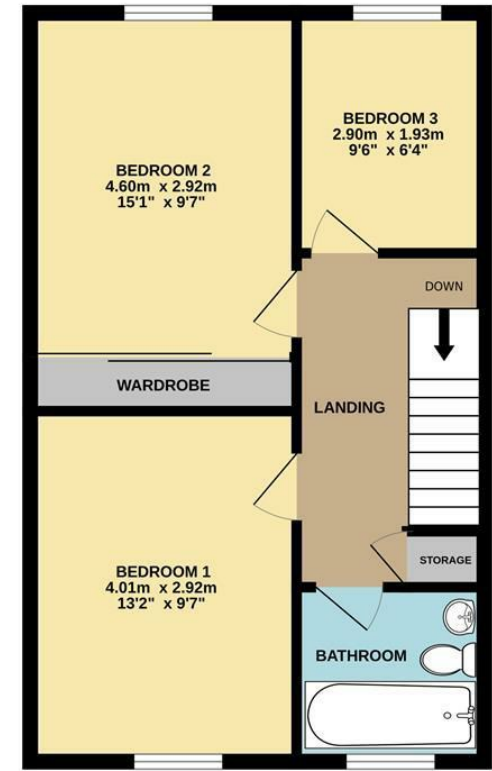 BEDROOM 2
4.60m x 2.92m
15'1" x 9'7"
BEDROOM 3
2.90m x 1.93m
9'6" x 6'4"
DOWN
WARDROBE
LANDING
BEDROOM 1
4.01m x 2.92m
13'2" x 9'7"
STORAGE
BATHROOM